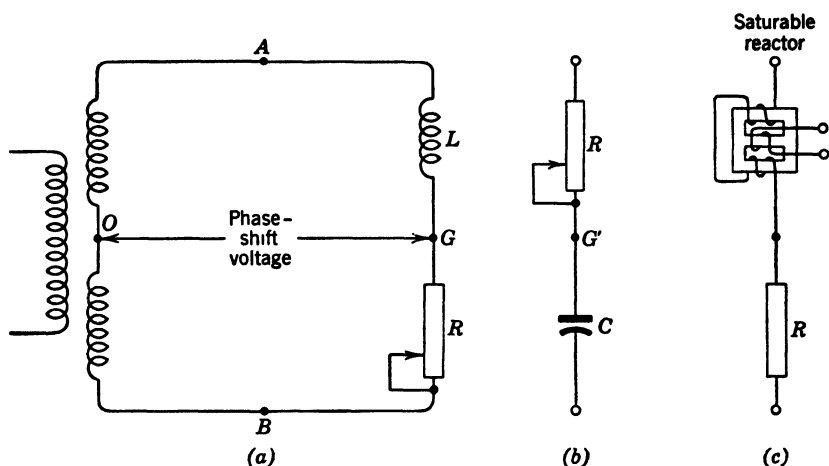 Saturable
reactor
A
L
O
Phase-
shift
voltage
G
R
B
(a)
R
G'
C
(b)
R
(c)